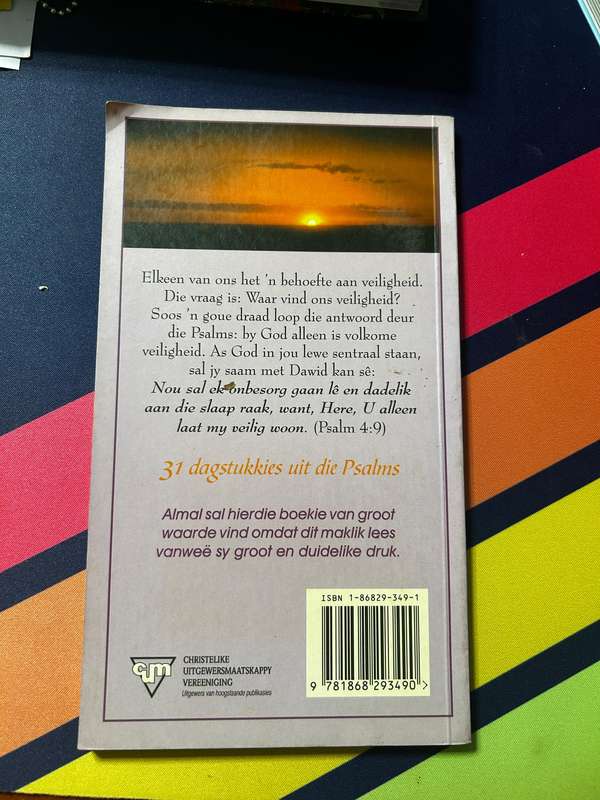 Elkeen van ons het 'n behoefte aan veiligheid.
Die vraag is: Waar vind ons veiligheid?
Soos 'n goue draad loop die antwoord deur
die Psalms: by God alleen is volkome
veiligheid. As God in jou lewe sentraal staan,
sal jy saam met Dawid kan sê:
Nou sal ek onbesorg gaan lê en dadelik
aan die slaap raak, want, Here, U alleen
laat my veilig woon. (Psalm 4:9)
31 dagstukkies uit die Psalms
Almal sal hierdie boekie van groot
waarde vind omdat dit maklik lees
vanweë sy groot en duidelike druk.
ISBN 1-86829-349-1
9 781868 293490 >
cum
CHRISTELIKE
UITGEWERSMAATSKAPPY
VERENIGING
Uitgewers van hoogstaande publikasies